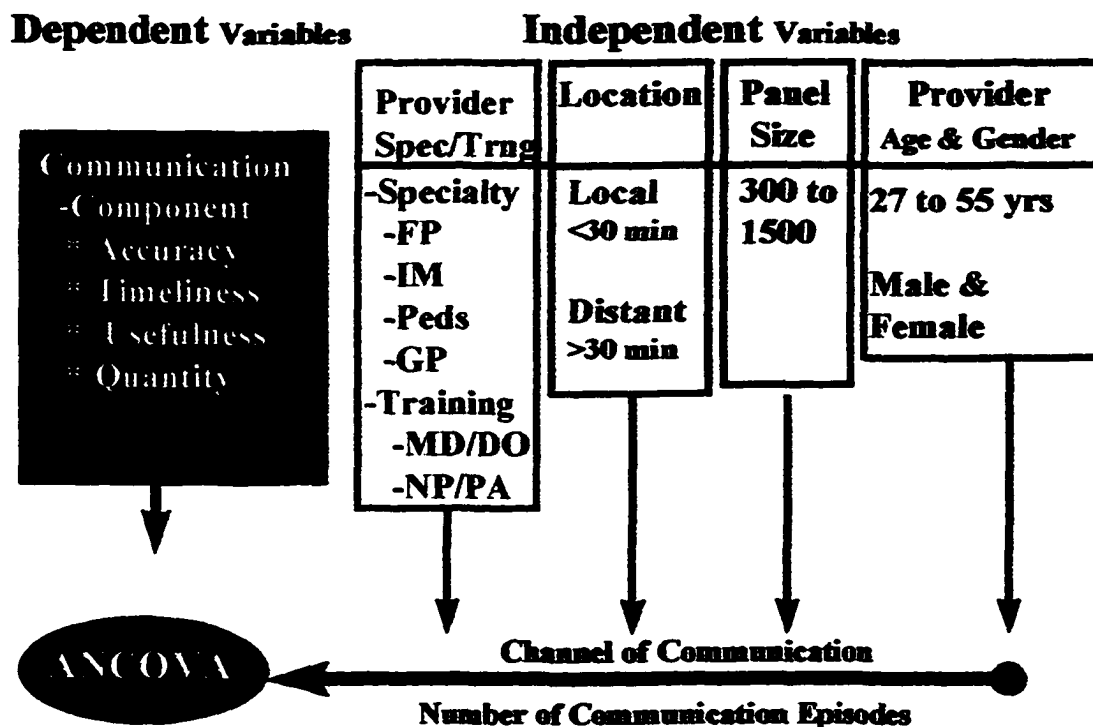 Dependent Variables
Independent Variables
Communication
-Component
* Accuracy
* Timeliness
* Usefulness
* Quantity
Provider
Spec/Trng
-Specialty
-FP
-IM
-Peds
-GP
-Training
-MD/DO
-NP/PA
Location
Local
<30 min
Distant
>30 min
Panel
Size
300 to
1500
Provider
Age & Gender
27 to 55 yrs
Male &
Female
ANCOVA
Channel of Communication
Number of Communication Episodes